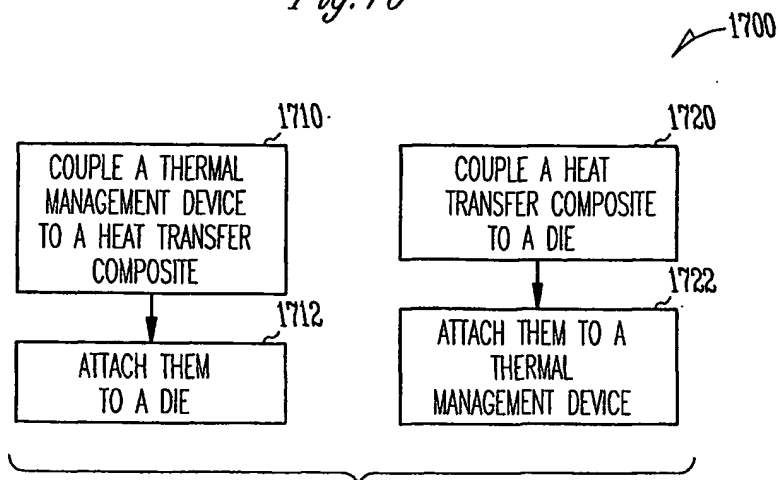 1700
1710
COUPLE A THERMAL
MANAGEMENT DEVICE
TO A HEAT TRANSFER
COMPOSITE
1712
ATTACH THEM
TO A DIE
1720
COUPLE A HEAT
TRANSFER COMPOSITE
TO A DIE
1722
ATTACH THEM TO A
THERMAL
MANAGEMENT DEVICE